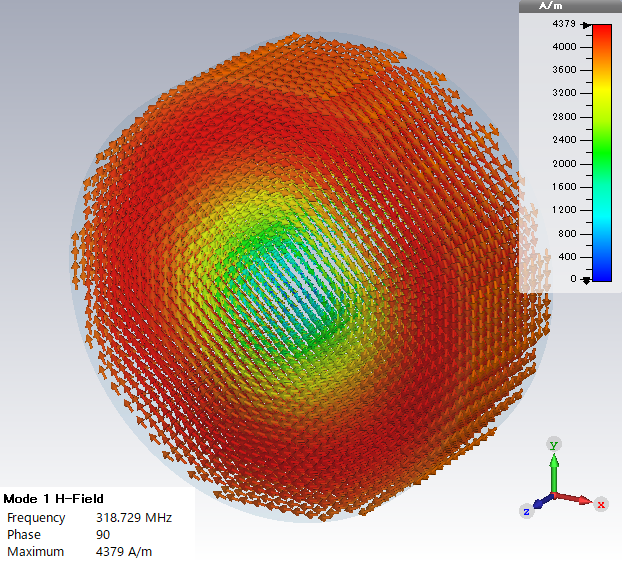 A/m
4379
4000
3600
3200
2800
2400
2000
1600
1200
800
400
0
y
x
z
Mode 1 H-Field
Frequency 318.729 MHz
Phase 90
Maximum 4379 A/m